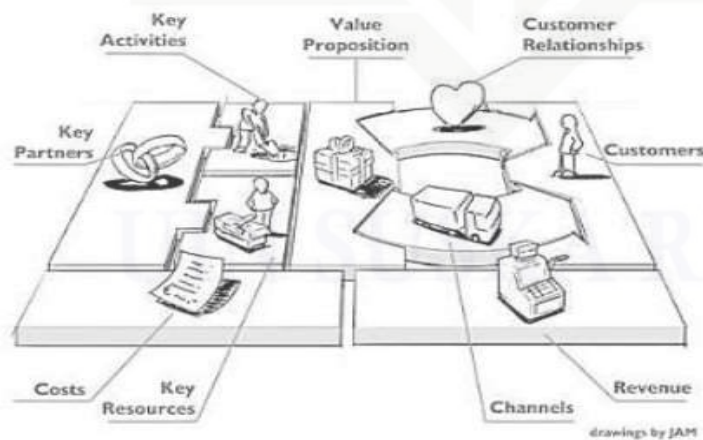 Key
Activities
Value
Proposition
Customer
Relationships
Key
Partners
Customers
Costs
Key
Resources
Channels
Revenue
drawings by JAM